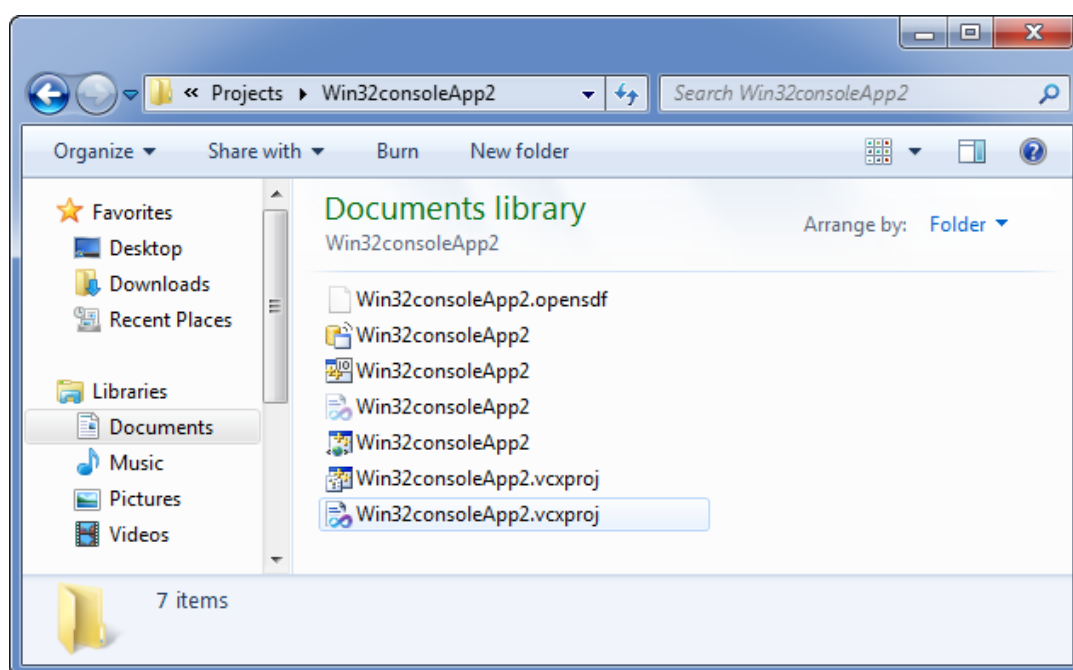 « Projects ▸ Win32consoleApp2
Search Win32consoleApp2
Organize Share with Burn New folder
Favorites
Desktop
Downloads
Recent Places
Libraries
Documents
Music
Pictures
Videos
Documents library
Win32consoleApp2
Arrange by: Folder
Win32consoleApp2.opensdf
Win32consoleApp2
Win32consoleApp2
Win32consoleApp2
Win32consoleApp2
Win32consoleApp2.vcxproj
Win32consoleApp2.vcxproj
7 items